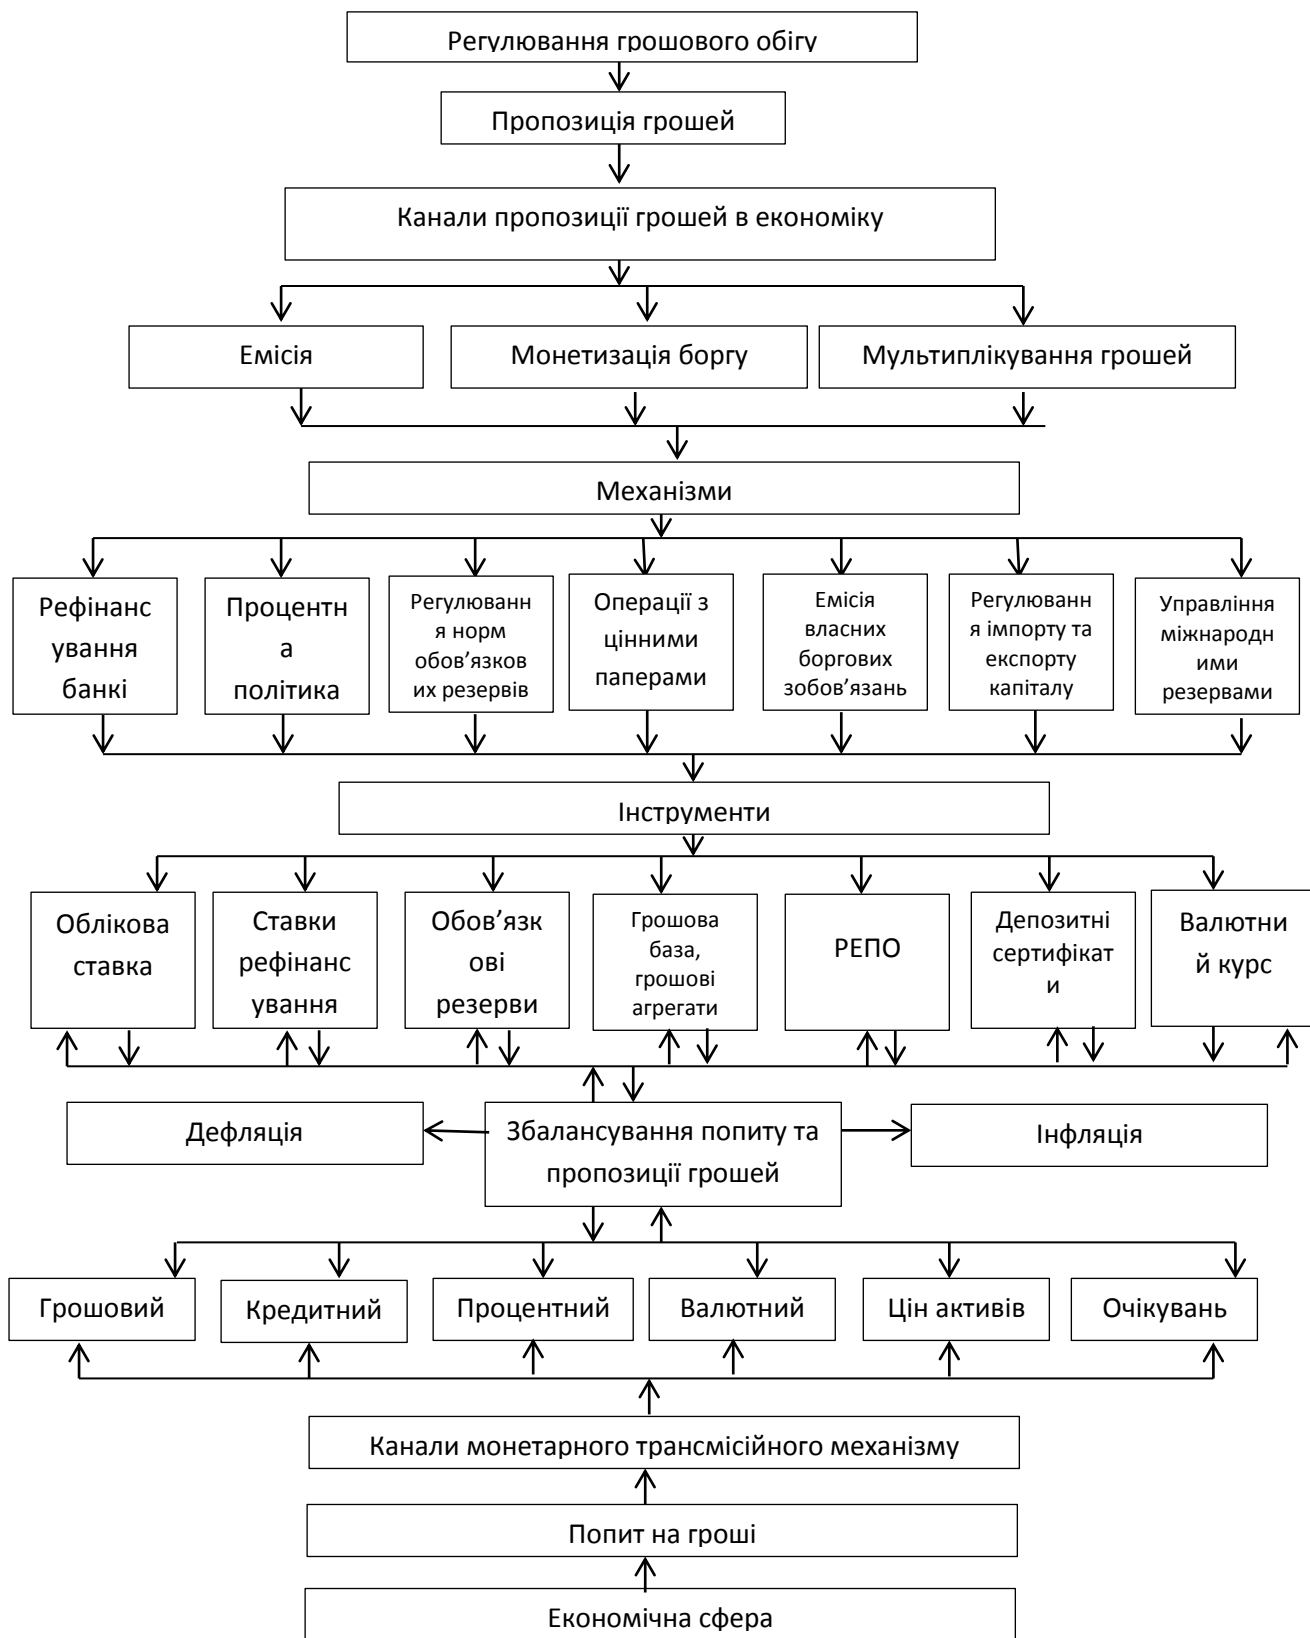 Регулювання грошового обігу
Пропозиція грошей
Канали пропозиції грошей в економіку
Емісія
Монетизація боргу
Мультиплікування грошей
Механізми
Рефінанс
ування
банкі
Процентн
а
політика
Регулюванн
я норм
обов’язков
их резервів
Операції з
цінними
паперами
Емісія
власних
боргових
зобов’язань
Регулюванн
я імпорту та
експорту
капіталу
Управління
міжнародн
ими
резервами
Інструменти
Облікова
ставка
Ставки
рефінанс
ування
Обов’язк
ові
резерви
Грошова
база,
грошові
агрегати
РЕПО
Депозитні
сертифікат
и
Валютни
й курс
Дефляція
Збалансування попиту та
пропозиції грошей
Інфляція
Грошовий
Кредитний
Процентний
Валютний
Цін активів
Очікувань
Канали монетарного трансмісійного механізму
Попит на гроші
Економічна сфера